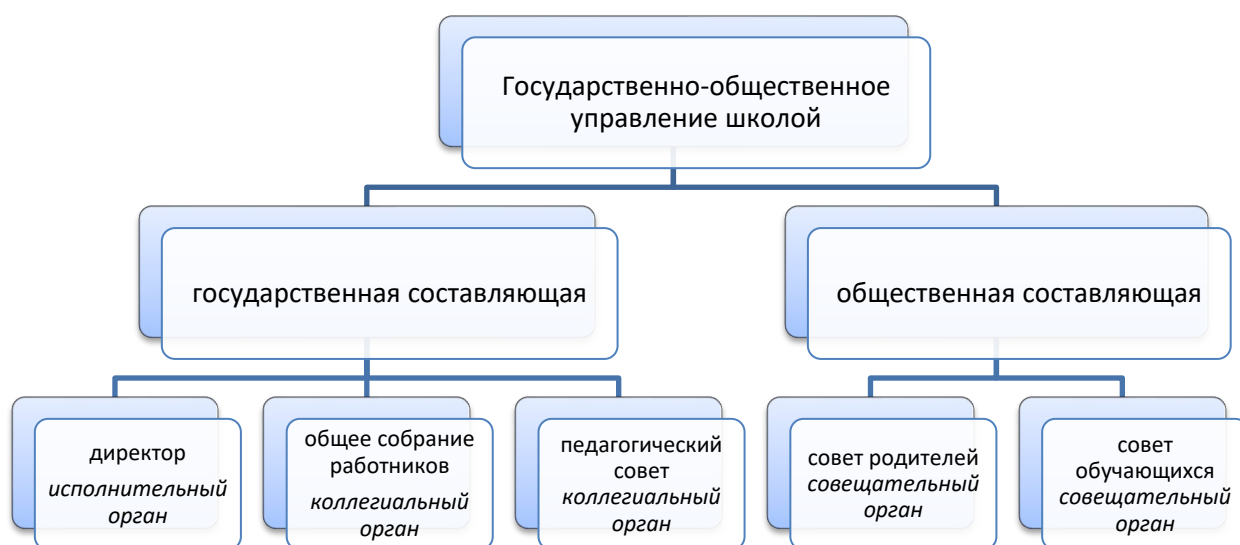 Государственно-общественное
управление школой
государственная составляющая
общественная составляющая
директор
исполнительный
орган
общее собрание
работников
коллегиальный
орган
педагогический
совет
коллегиальный
орган
совет родителей
совещательный
орган
совет
обучающихся
совещательный
орган